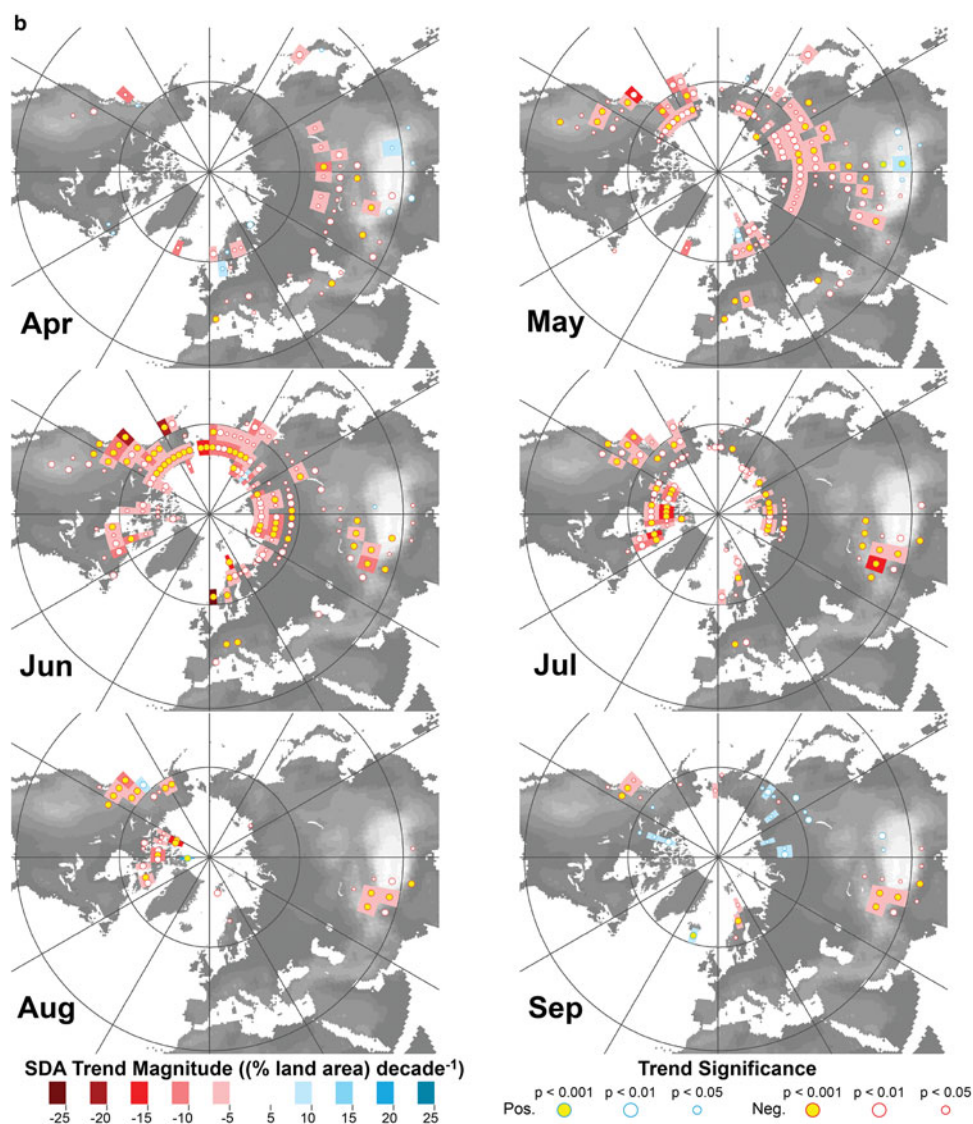 b
Apr
May
Jun
Jul
Aug
Sep
SDA Trend Magnitude ((% land area) decade-1)
-25 -20 -15 -10 -5 5 10 15 20 25
Trend Significance
p < 0.001 p < 0.01 p < 0.05 p < 0.001 p < 0.01 p < 0.05
Pos. Neg.